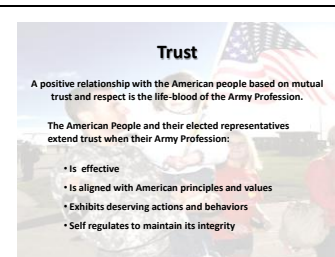 Trust
A positive relationship with the American people based on mutual
trust and respect is the life-blood of the Army Profession.
The American People and their elected representatives
extend trust when their Army Profession:
• Is effective
• Is aligned with American principles and values
• Exhibits deserving actions and behaviors
• Self regulates to maintain its integrity